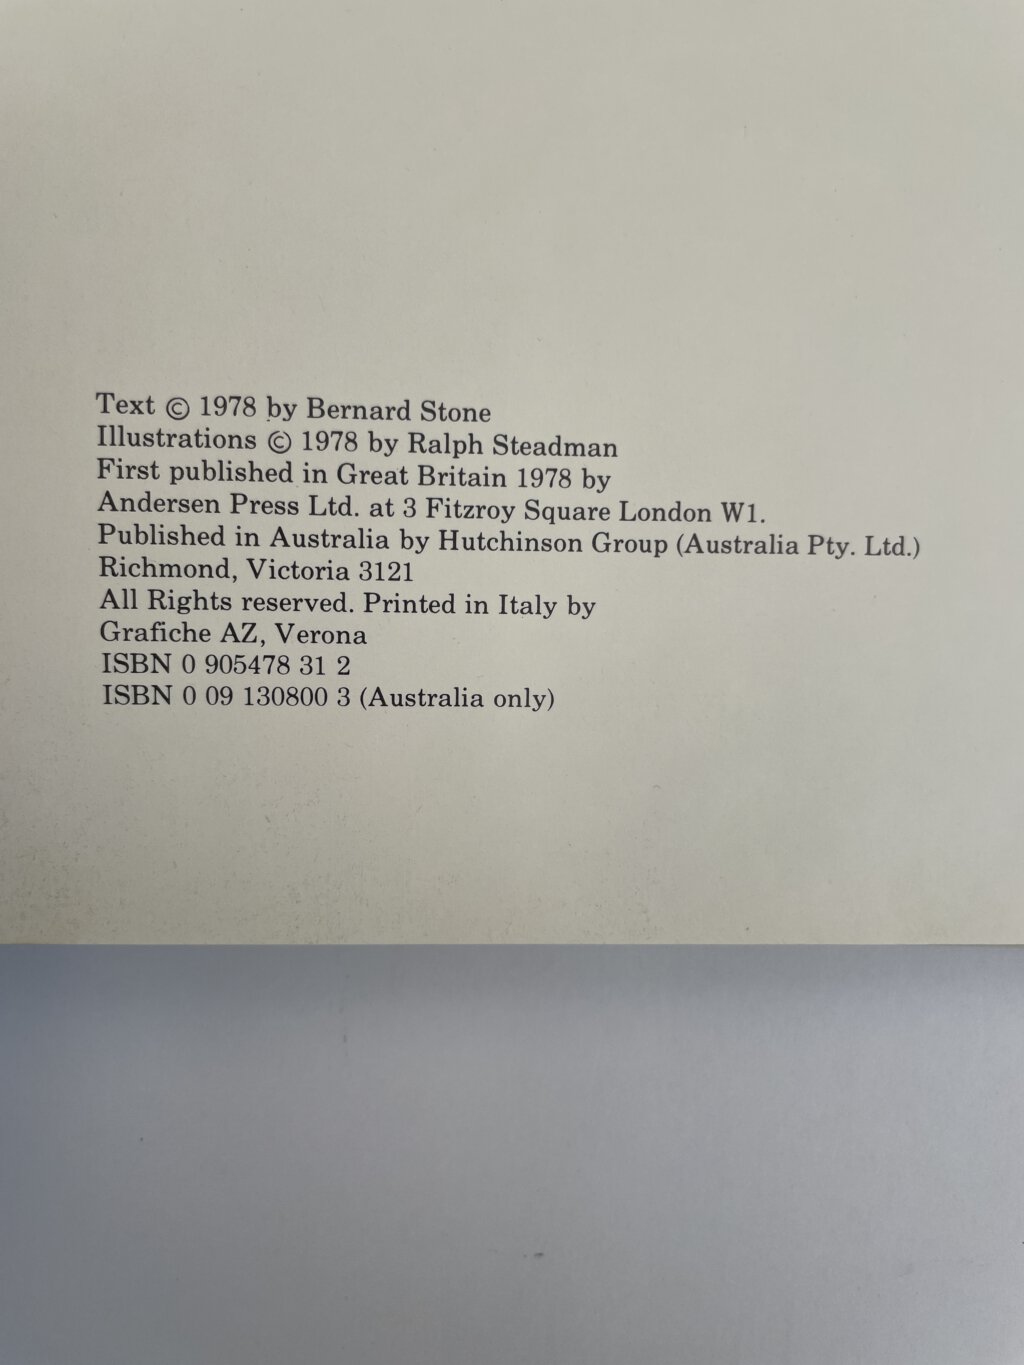 Text © 1978 by Bernard Stone
Illustrations © 1978 by Ralph Steadman
First published in Great Britain 1978 by
Andersen Press Ltd. at 3 Fitzroy Square London W1.
Published in Australia by Hutchinson Group (Australia Pty. Ltd.)
Richmond, Victoria 3121
All Rights reserved. Printed in Italy by
Grafiche AZ, Verona
ISBN 0 905478 31 2
ISBN 0 09 130800 3 (Australia only)